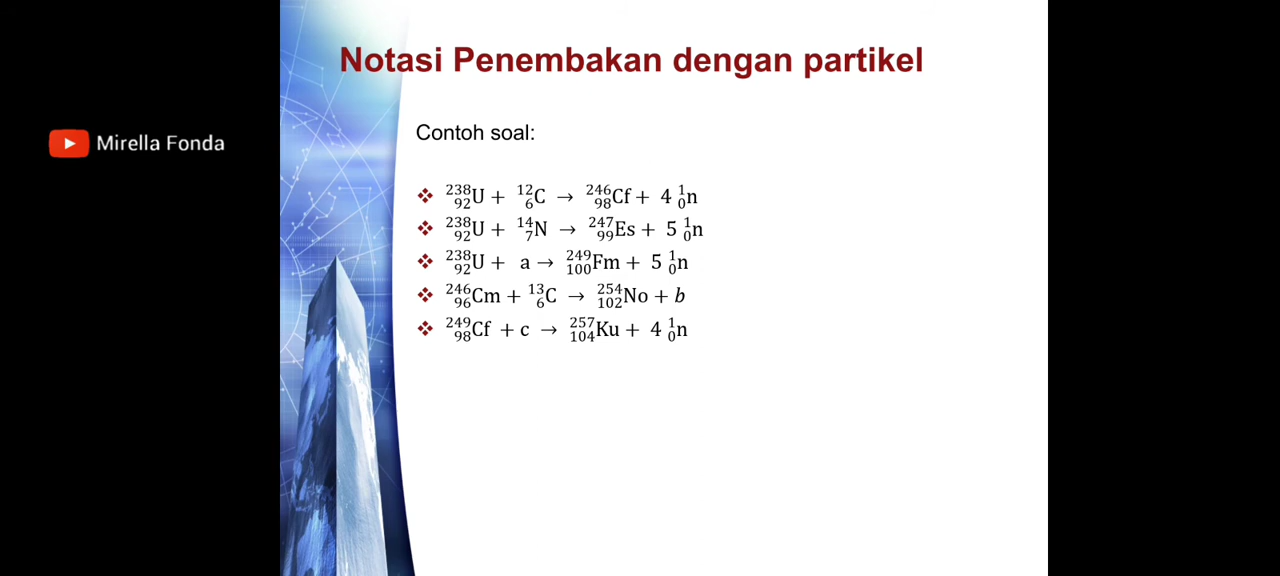 Notasi Penembakan dengan partikel
Mirella Fonda
Contoh soal:
❖ ²³⁸₉₂U + ¹²₆C → ²⁴⁶₉₈Cf + 4 ¹₀n
❖ ²³⁸₉₂U + ¹⁴₇N → ²⁴⁷₉₉Es + 5 ¹₀n
❖ ²³⁸₉₂U + a → ²⁴⁹₁₀₀Fm + 5 ¹₀n
❖ ²⁴⁶₉₆Cm + ¹³₆C → ²⁵⁴₁₀₂No + b
❖ ²⁴⁹₉₈Cf + c → ²⁵⁷₁₀₄Ku + 4 ¹₀n